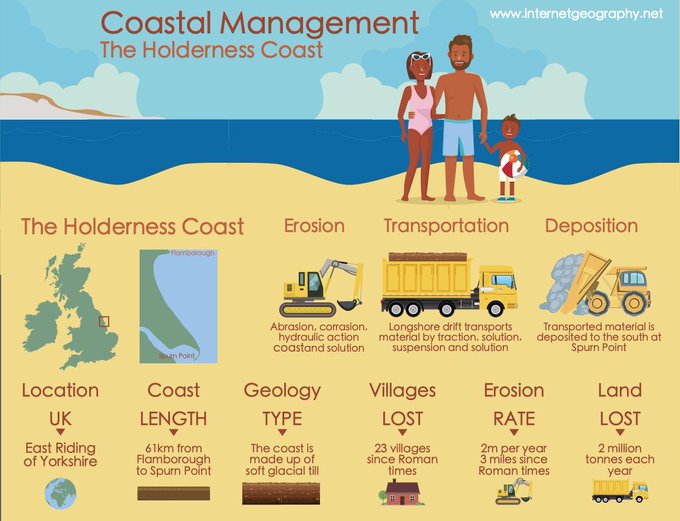 Coastal Management
The Holderness Coast
www.internetgeography.net
The Holderness Coast
Flamborough
Spurn Point
Erosion
Abrasion, corrasion,
hydraulic action
coastand solution
Transportation
Longshore drift transports
material by traction, solution,
suspension and solution
Deposition
Transported material is
deposited to the south at
Spurn Point
Location
UK
East Riding
of Yorkshire
Coast
LENGTH
61km from
Flamborough
to Spurn Point
Geology
TYPE
The coast is
made up of
soft glacial till
Villages
LOST
23 villages
since Roman
times
Erosion
RATE
2m per year
3 miles since
Roman times
Land
LOST
2 million
tonnes each
year